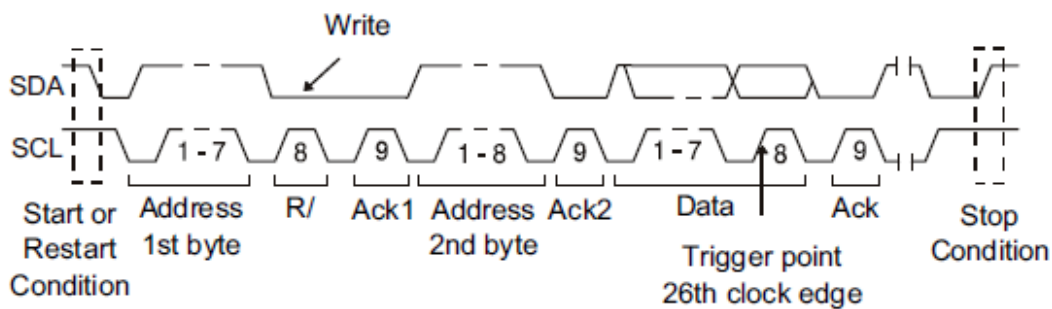 Write
SDA
SCL
1 - 7
8
9
1 - 8
9
1 - 7
8
9
Start or
Restart
Condition
Address
1st byte
R/
Ack1
Address
2nd byte
Ack2
Data
Ack
Stop
Condition
Trigger point
26th clock edge